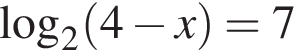 log₂(4 − x) = 7